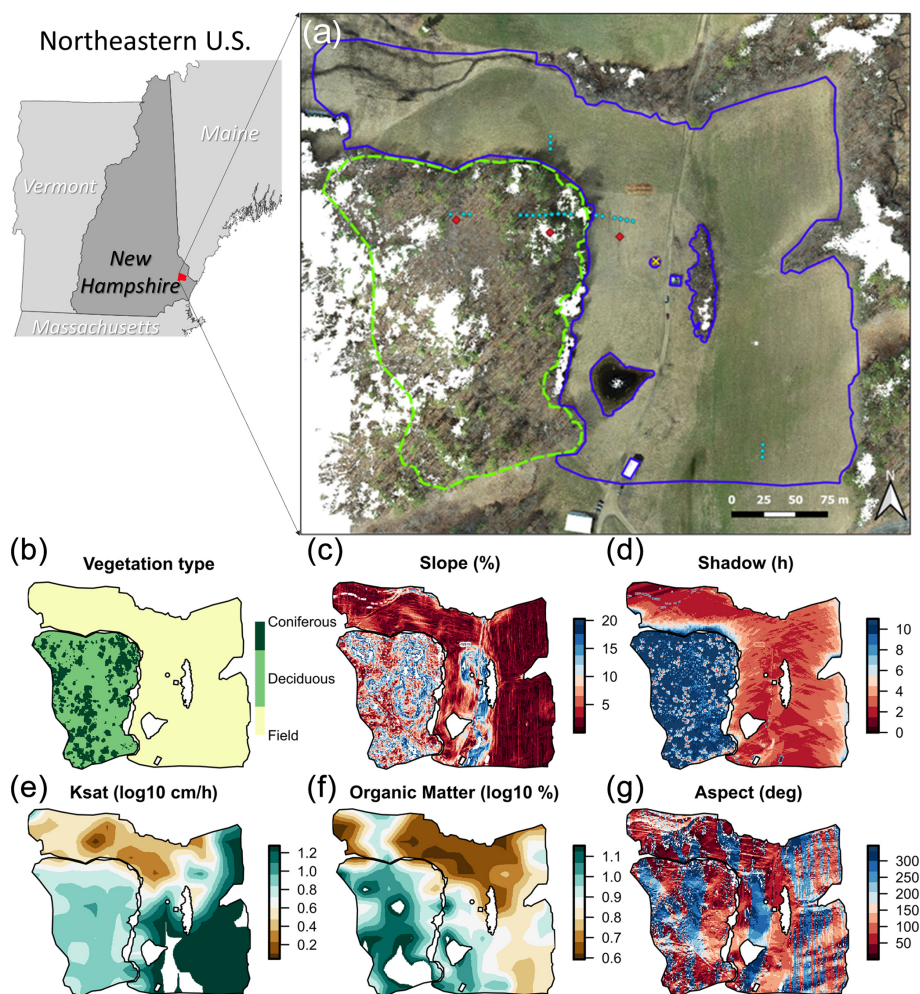 Northeastern U.S.
(a)
Maine
Vermont
New
Hampshire
Massachusetts
N
0 25 50 75 m
(b)
Vegetation type
Coniferous
Deciduous
Field
(c)
Slope (%)
20
15
10
5
(d)
Shadow (h)
10
8
6
4
2
0
(e)
Ksat (log10 cm/h)
1.2
1.0
0.8
0.6
0.4
0.2
(f)
Organic Matter (log10 %)
1.1
1.0
0.9
0.8
0.7
0.6
(g)
Aspect (deg)
300
250
200
150
100
50